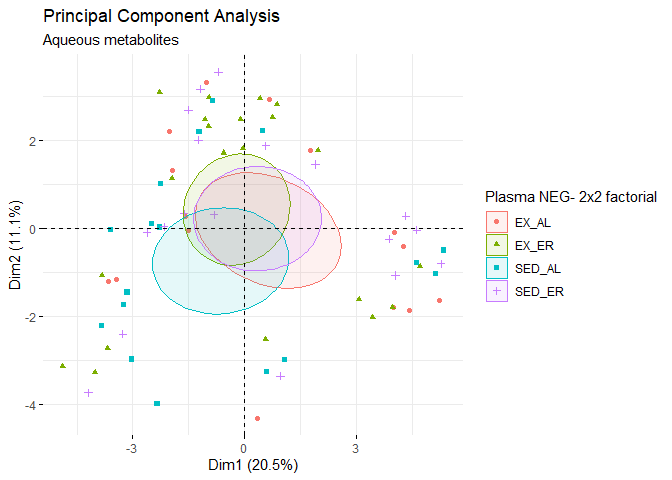 Principal Component Analysis
Aqueous metabolites
Dim2 (11.1%)
2
0
-2
-4
-3
0
3
Dim1 (20.5%)
Plasma NEG- 2x2 factorial
EX_AL
EX_ER
SED_AL
SED_ER